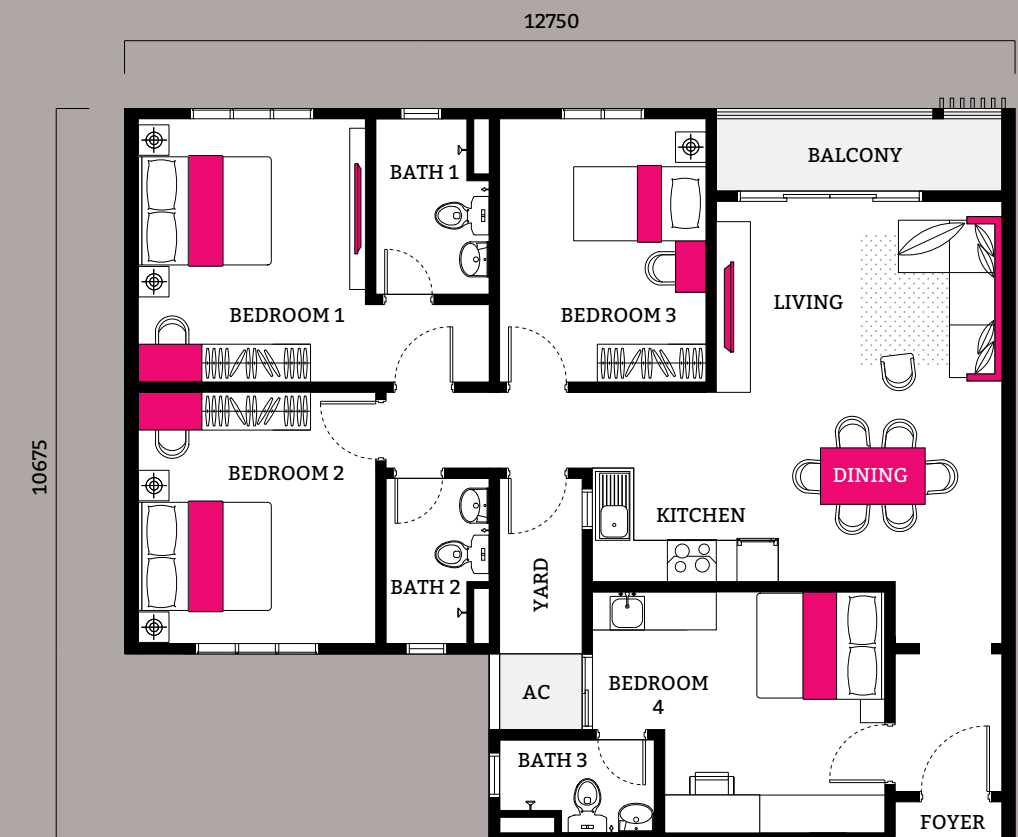 12750
BALCONY
BATH 1
LIVING
BEDROOM 1
BEDROOM 3
10675
BEDROOM 2
DINING
KITCHEN
YARD
BATH 2
BEDROOM
4
AC
BATH 3
FOYER